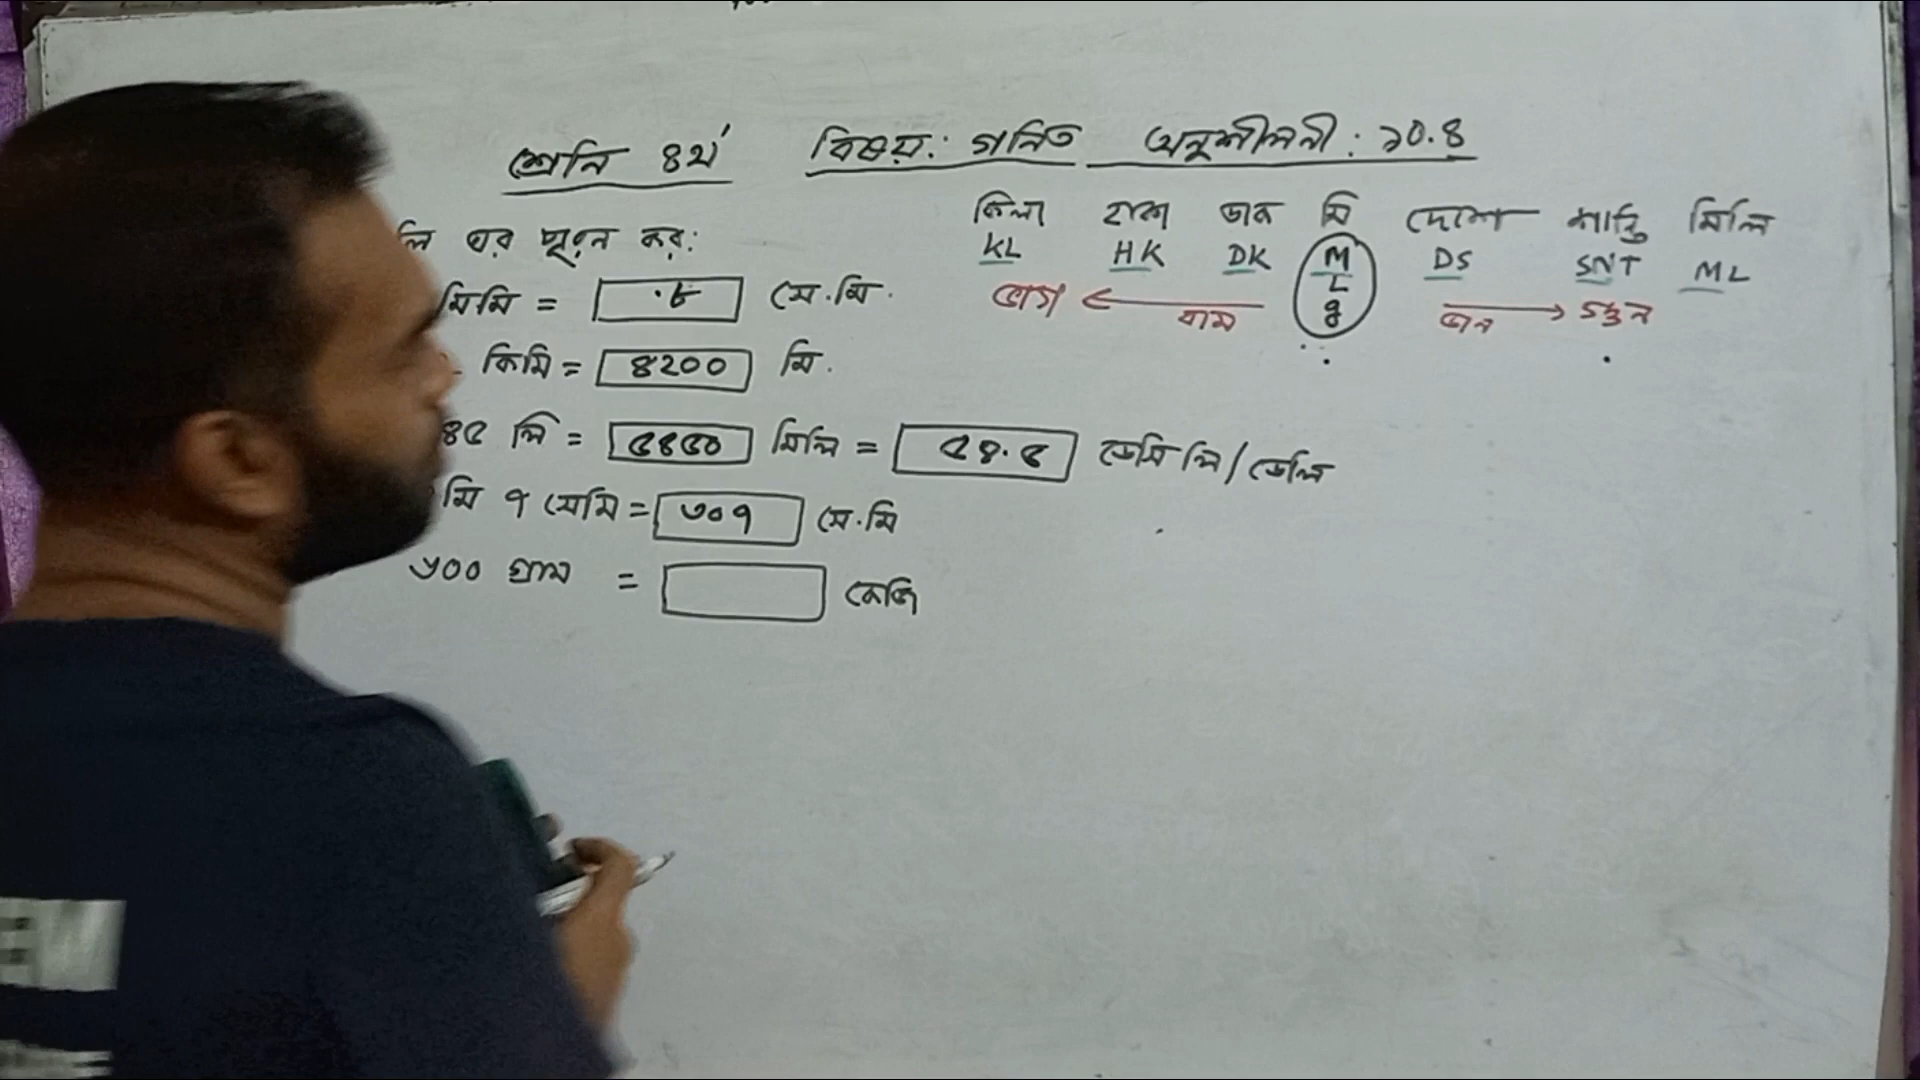 শ্রেনি ৪র্থ বিষয়: গনিত অনুশীলনী: ১০.৪
লি ঘর পূরন কর:
কিলা হাকা ডাক মি দেশে শান্তি মিলি
KL HK DK M DS SNT ML
L
g
ভাগ বাম ডান গুন
মিমি = .৮ সে.মি.
কিমি = ৪২০০ মি.
৪৫ লি = ৫৪৫০ মিলি = ৫৪.৫ ডেসি লি/ডেলি
মি ৭ সেমি = ৩০৭ সে.মি
৬০০ গ্রাম = কেজি